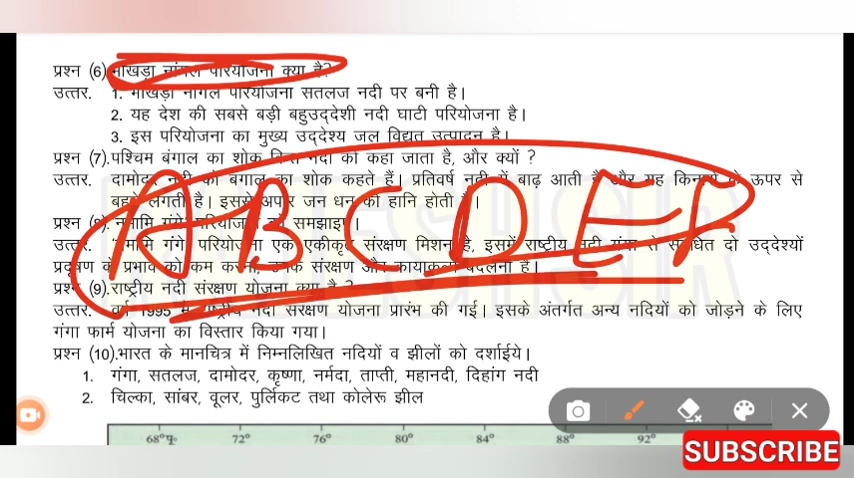 प्रश्न (6) भाखड़ा नांगल परियोजना क्या है?
उत्तर. 1. भाखड़ा नांगल परियोजना सतलज नदी पर बनी है।
2. यह देश की सबसे बड़ी बहुउद्देशी नदी घाटी परियोजना है।
3. इस परियोजना का मुख्य उद्देश्य जल विद्युत उत्पादन है।
प्रश्न (7). पश्चिम बंगाल का शोक किस नदी को कहा जाता है, और क्यों ?
उत्तर. दामोदर नदी को बंगाल का शोक कहते हैं। प्रतिवर्ष नदी में बाढ़ आती है और यह किनारों के ऊपर से
बहने लगती है। इससे अपार जन धन की हानि होती है।
प्रश्न (8). नमामि गंगे परियोजना को समझाइए।
उत्तर. नमामि गंगे परियोजना एक एकीकृत संरक्षण मिशन है, इसमें राष्ट्रीय नदी गंगा से संबंधित दो उद्देश्यों
प्रदूषण के प्रभाव को कम करना, उनके संरक्षण और कायाकल्प बदलना है।
प्रश्न (9). राष्ट्रीय नदी संरक्षण योजना क्या है ?
उत्तर. वर्ष 1995 में राष्ट्रीय नदी संरक्षण योजना प्रारंभ की गई। इसके अंतर्गत अन्य नदियों को जोड़ने के लिए
गंगा फार्म योजना का विस्तार किया गया।
प्रश्न (10). भारत के मानचित्र में निम्नलिखित नदियों व झीलों को दर्शाईये।
1. गंगा, सतलज, दामोदर, कृष्णा, नर्मदा, ताप्ती, महानदी, दिहांग नदी
2. चिल्का, सांबर, वूलर, पुर्लिकट तथा कोलेरू झील
A B C D E F
68° पू. 72° 76° 80° 84° 88° 92°
SUBSCRIBE